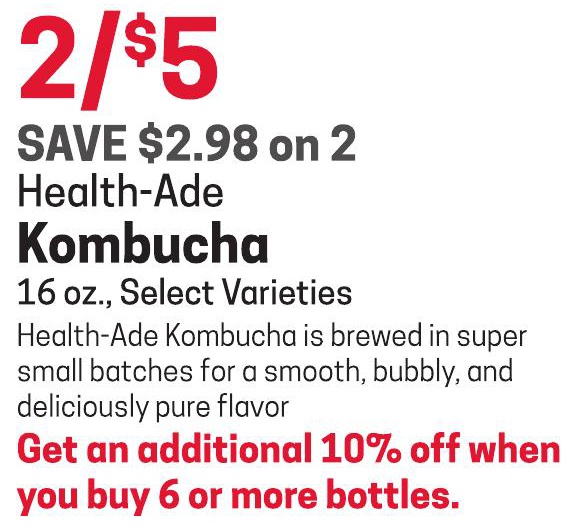 2/$5
SAVE $2.98 on 2
Health-Ade
Kombucha
16 oz., Select Varieties
Health-Ade Kombucha is brewed in super
small batches for a smooth, bubbly, and
deliciously pure flavor
Get an additional 10% off when
you buy 6 or more bottles.